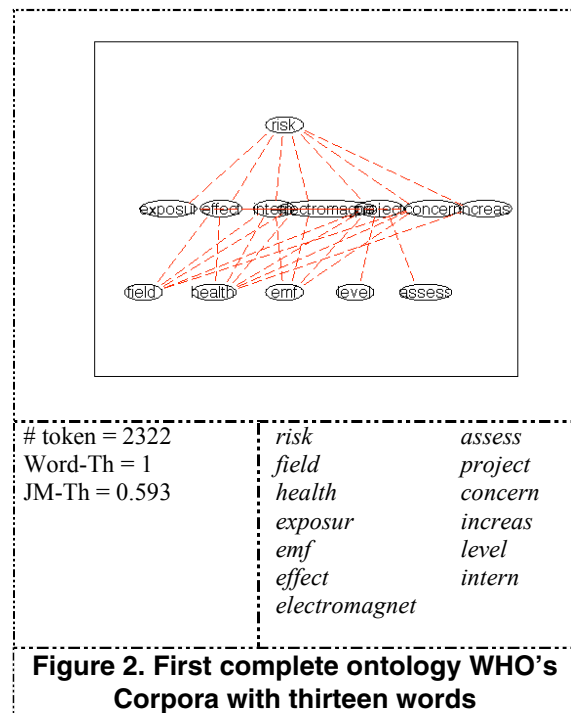 risk
exposur effect intern electromagnet project concern increas
field health emf level assess
# token = 2322
Word-Th = 1
JM-Th = 0.593
risk assess
field project
health concern
exposur increas
emf level
effect intern
electromagnet
Figure 2. First complete ontology WHO’s
Corpora with thirteen words